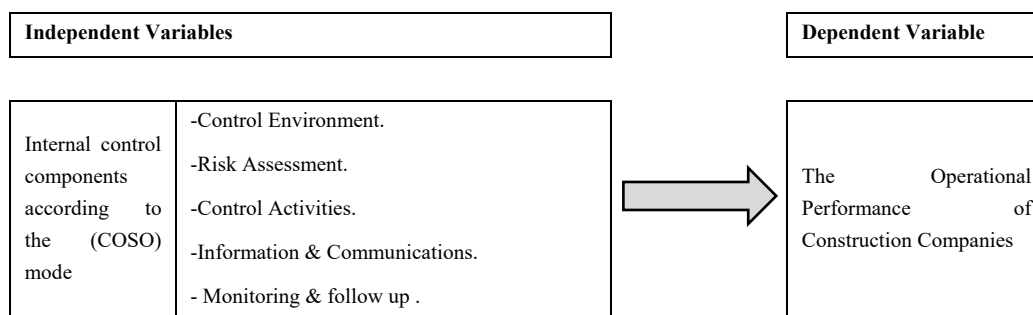 Independent Variables
Dependent Variable
Internal control
components
according to
the (COSO)
mode
-Control Environment.
-Risk Assessment.
-Control Activities.
-Information & Communications.
- Monitoring & follow up .
The Operational
Performance of
Construction Companies